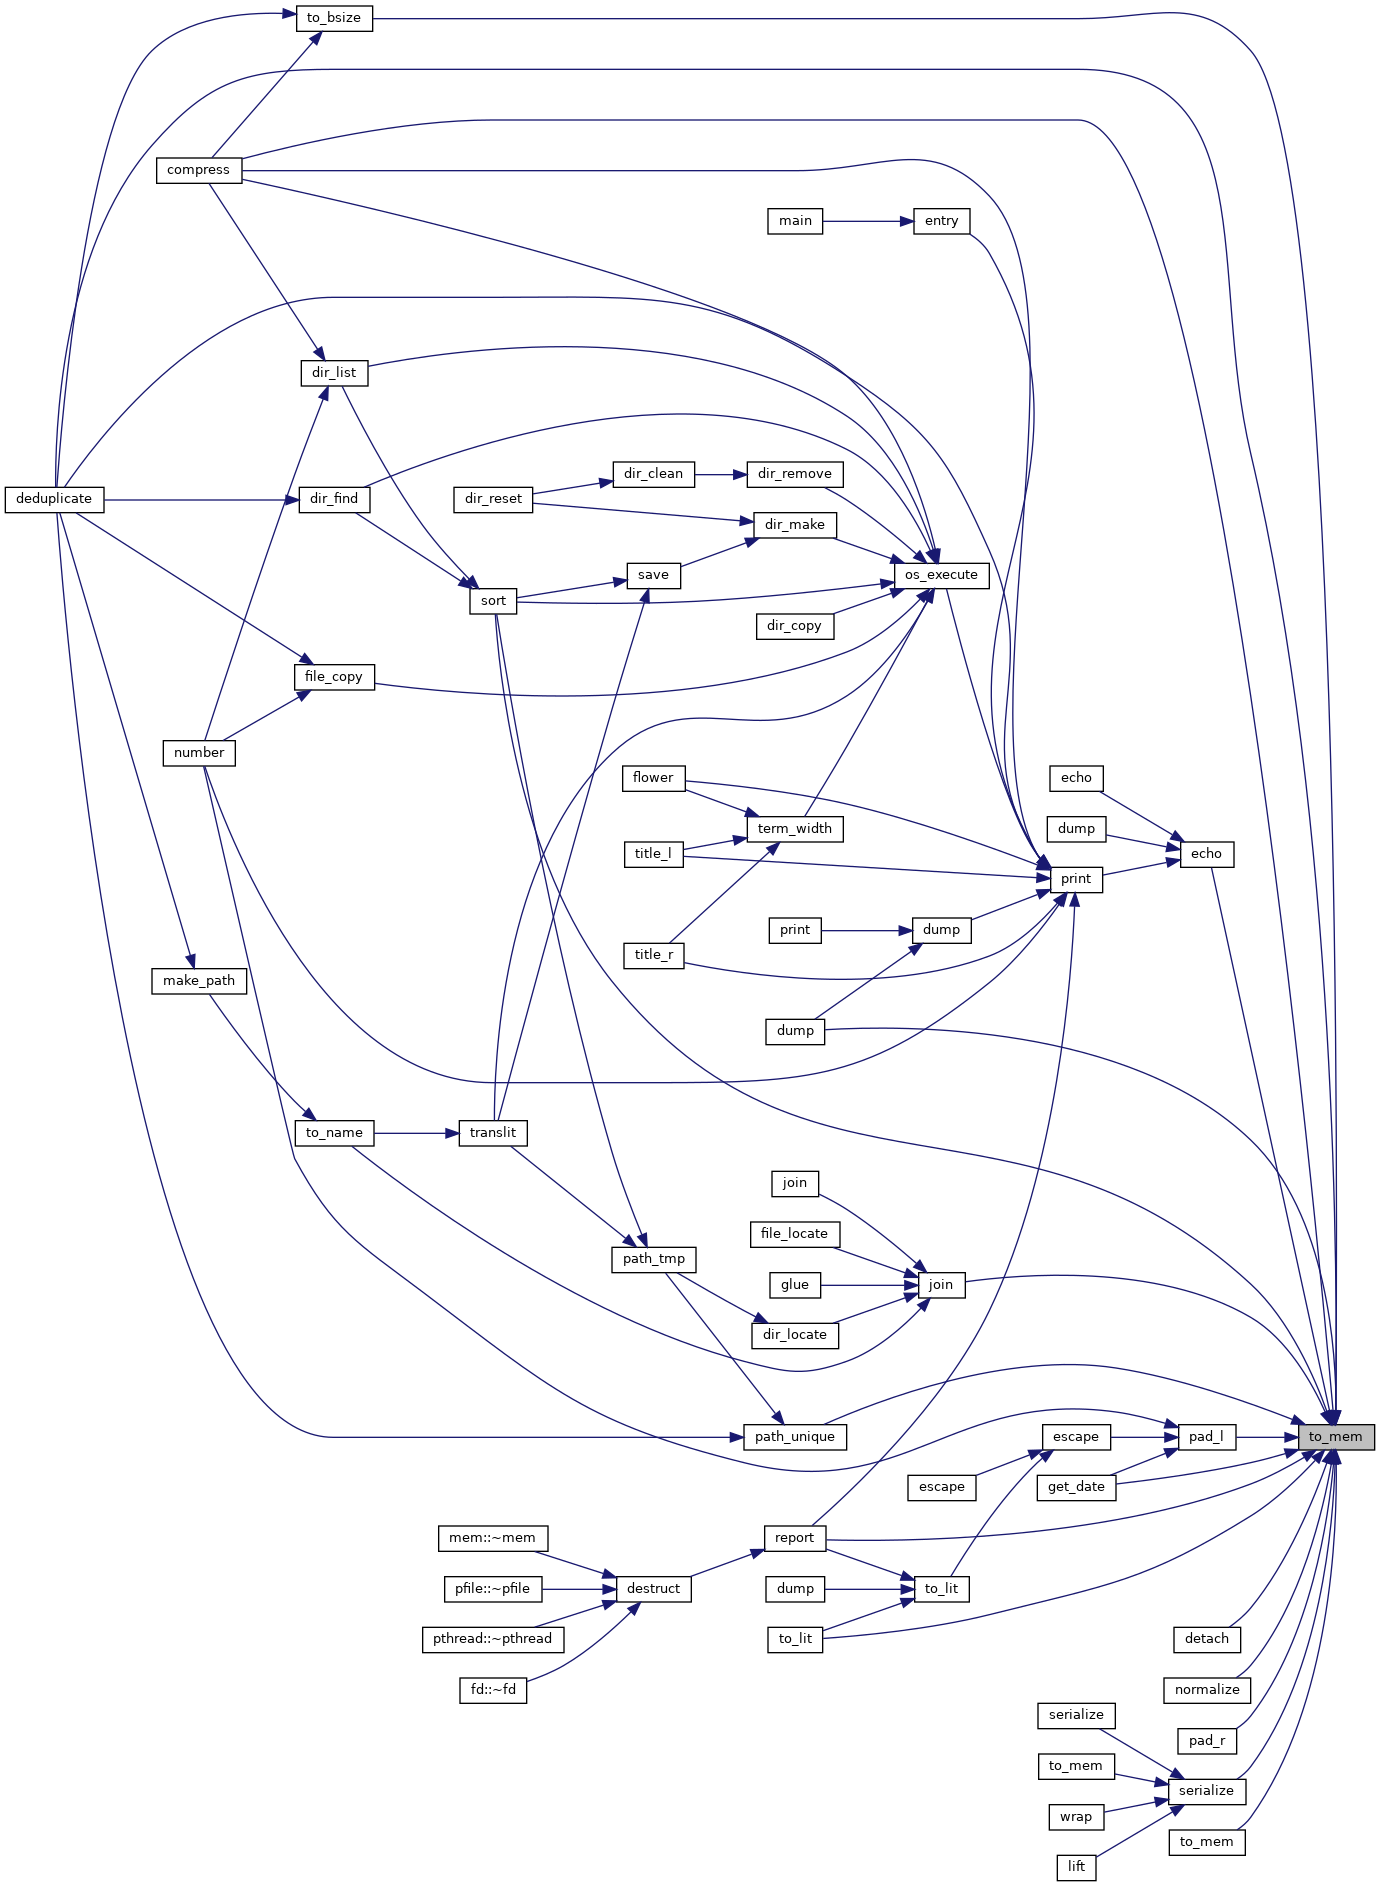 to_bsize
compress
main
entry
dir_list
dir_clean
dir_remove
deduplicate
dir_find
dir_reset
dir_make
save
os_execute
sort
dir_copy
file_copy
number
flower
echo
term_width
dump
title_l
echo
print
print
dump
title_r
make_path
dump
to_name
translit
join
file_locate
path_tmp
glue
join
dir_locate
path_unique
escape
pad_l
to_mem
escape
get_date
mem::~mem
report
pfile::~pfile
destruct
dump
to_lit
pthread::~pthread
to_lit
detach
fd::~fd
normalize
serialize
pad_r
to_mem
serialize
wrap
to_mem
lift